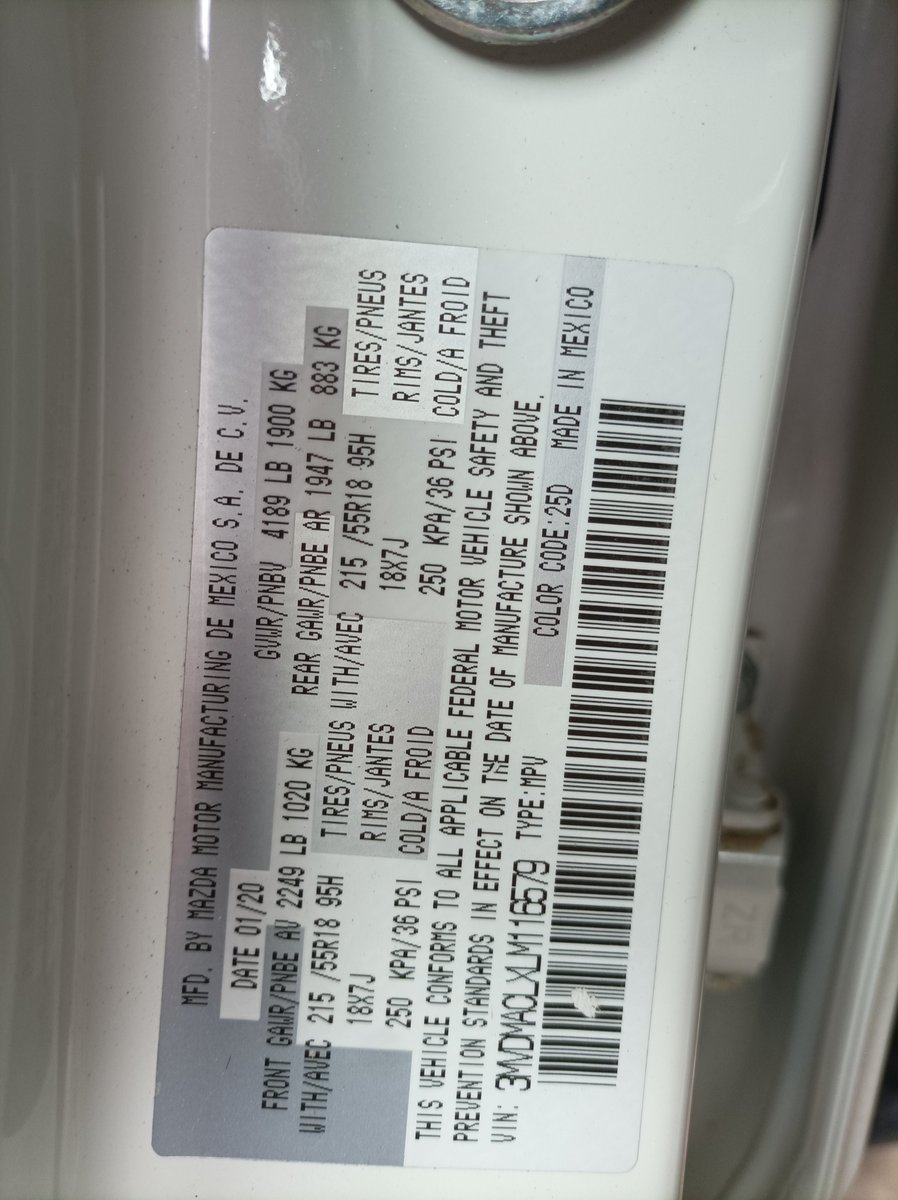 MFD. BY MAZDA MOTOR MANUFACTURING DE MEXICO S.A. DE C.V.
DATE 01/20 GVWR/PNBV 4189 LB 1900 KG
FRONT GAWR/PNBE AV 2249 LB 1020 KG REAR GAWR/PNBE AR 1947 LB 883 KG
WITH/AVEC 215 /55R18 95H TIRES/PNEUS WITH/AVEC 215 /55R18 95H TIRES/PNEUS
18X7J RIMS/JANTES 18X7J RIMS/JANTES
250 KPA/36 PSI COLD/A FROID 250 KPA/36 PSI COLD/A FROID
THIS VEHICLE CONFORMS TO ALL APPLICABLE FEDERAL MOTOR VEHICLE SAFETY AND THEFT
PREVENTION STANDARDS IN EFFECT ON THE DATE OF MANUFACTURE SHOWN ABOVE.
VIN: 3MVDMACLXLM116579 TYPE:MPV COLOR CODE:25D MADE IN MEXICO